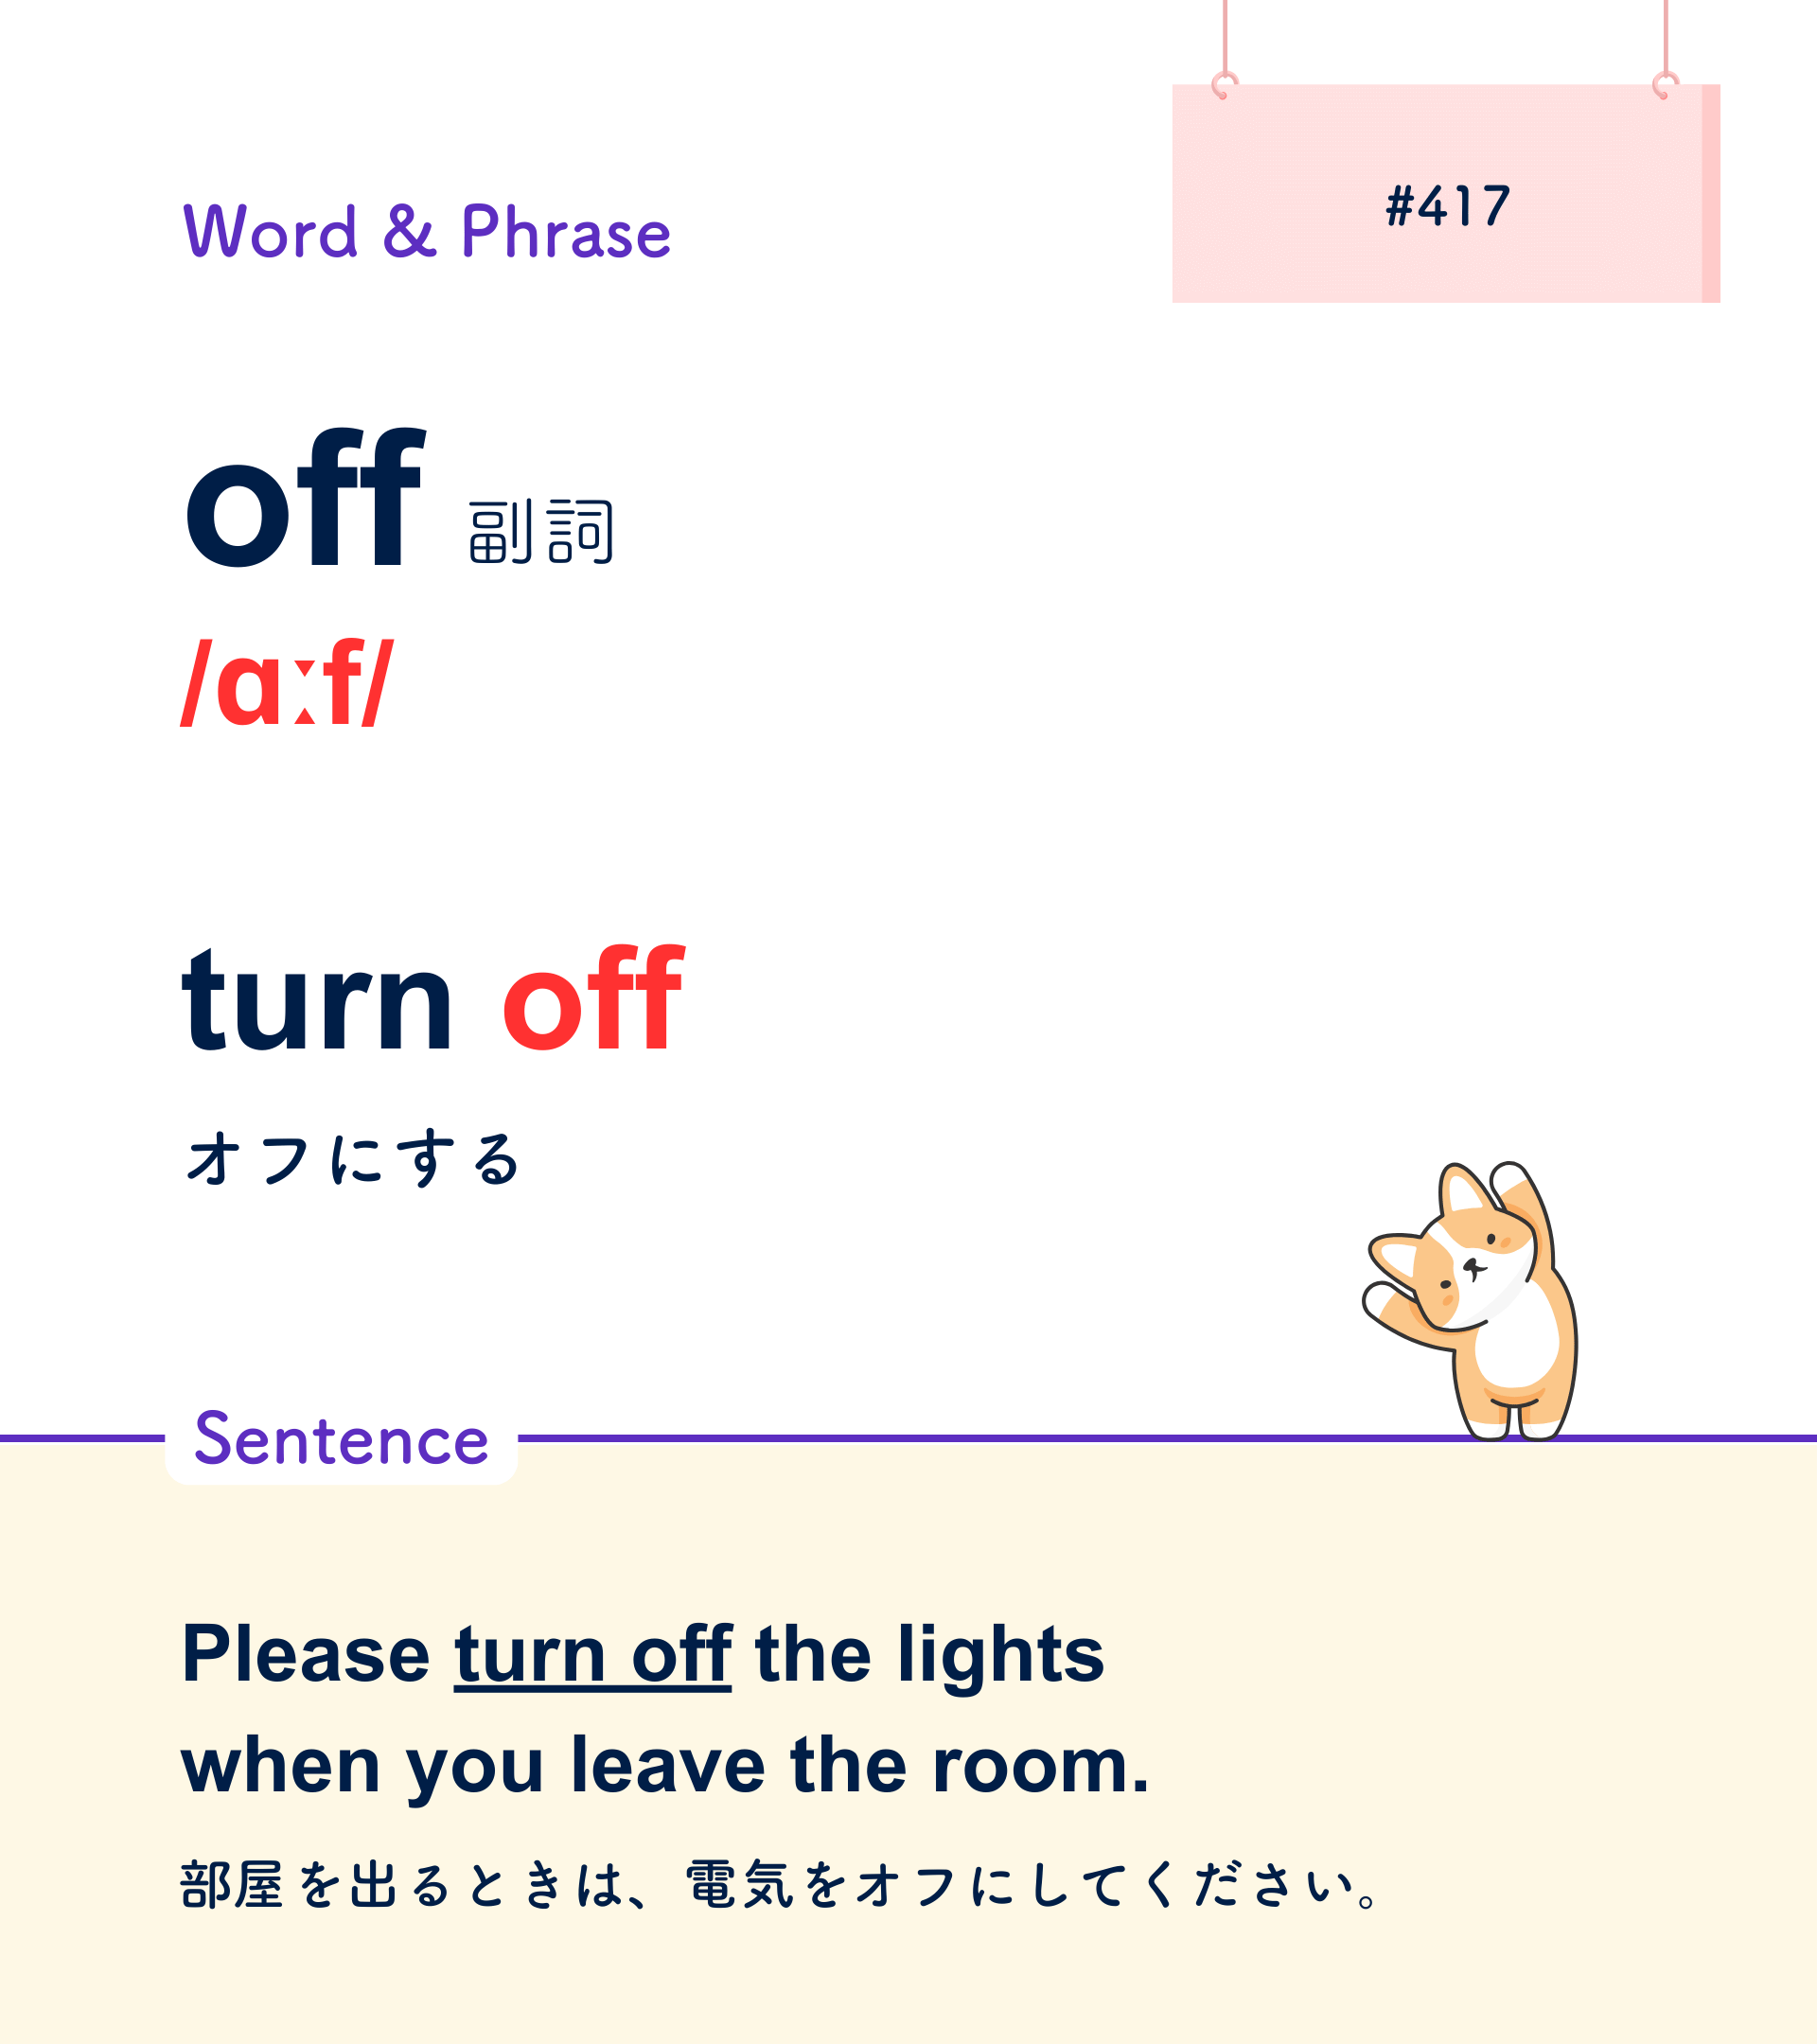 #417
Word & Phrase
off 副詞
/ɑːf/
turn off
オフにする
Sentence
Please turn off the lights
when you leave the room.
部屋を出るときは、電気をオフにしてください。